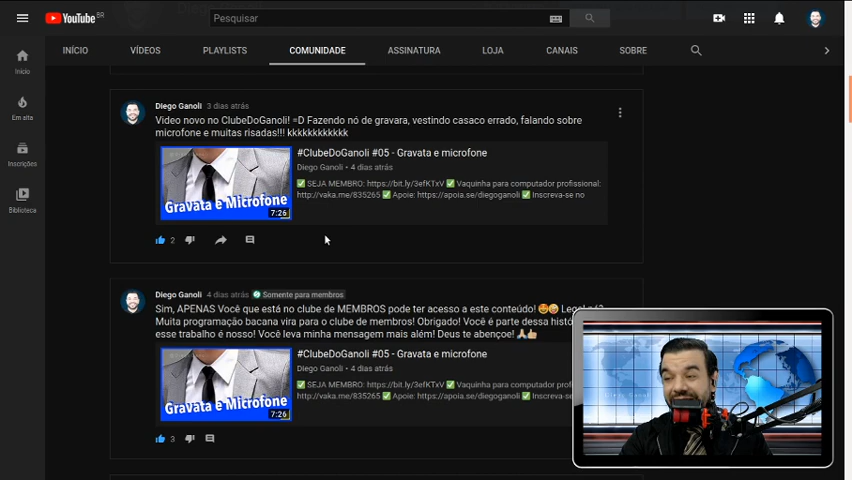 YouTube BR
Pesquisar
INÍCIO VÍDEOS PLAYLISTS COMUNIDADE ASSINATURA LOJA CANAIS SOBRE
Início
Em alta
Inscrições
Biblioteca
Diego Ganoli 3 dias atrás
Video novo no ClubeDoGanoli! =D Fazendo nó de gravara, vestindo casaco errado, falando sobre
microfone e muitas risadas!!! kkkkkkkkkkkk
#ClubeDoGanoli #05 - Gravata e microfone
Diego Ganoli • 4 dias atrás
✅ SEJA MEMBRO: https://bit.ly/3efKTxV ✅ Vaquinha para computador profissional:
http://vaka.me/835265 ✅ Apoie: https://apoia.se/diegoganoli ✅ Inscreva-se no
Gravata e Microfone
7:26
2
Diego Ganoli 4 dias atrás Somente para membros
Sim, APENAS Você que está no clube de MEMBROS pode ter acesso a este conteúdo! 🤩🤪
Muita programação bacana vira para o clube de membros! Obrigado! Você é parte dessa
esse trabalho é nosso! Você leva minha mensagem mais além! Deus te abençoe! 🙏👍
#ClubeDoGanoli #05 - Gravata e microfone
Diego Ganoli • 4 dias atrás
✅ SEJA MEMBRO: https://bit.ly/3efKTxV ✅ Vaquinha para computador
http://vaka.me/835265 ✅ Apoie: https://apoia.se/diegoganoli ✅
Gravata e Microfone
7:26
3